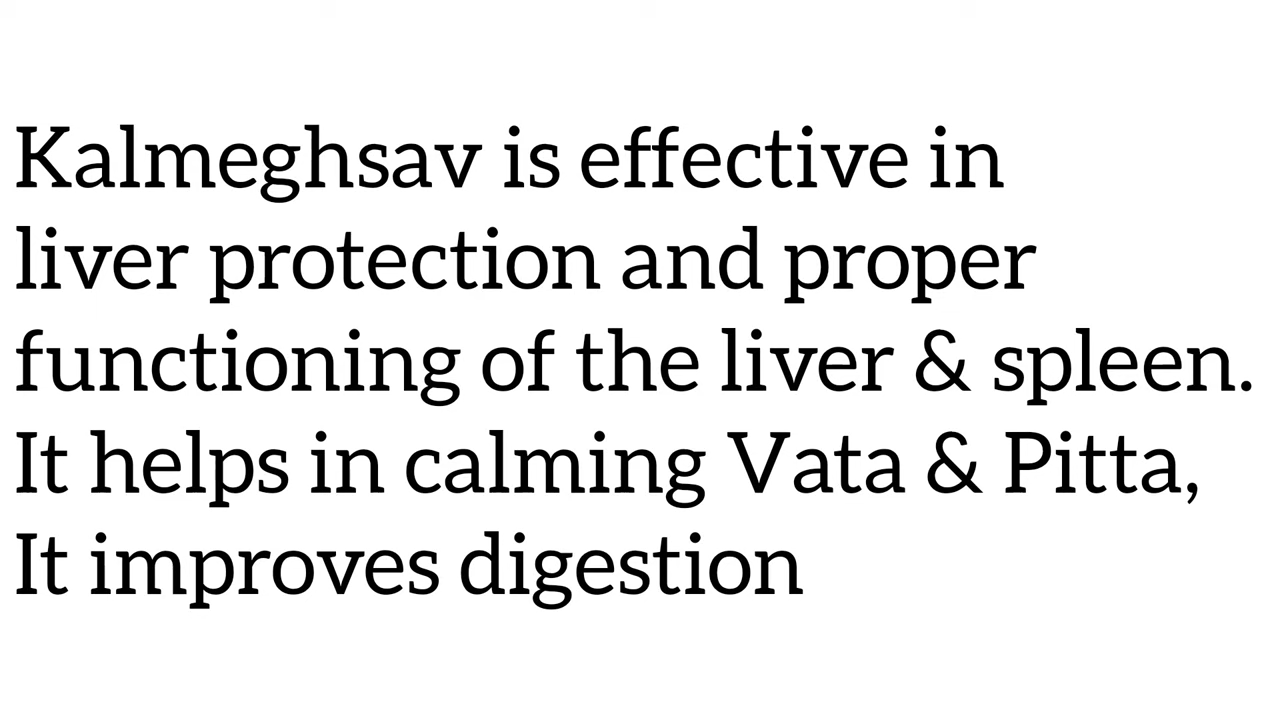 Kalmeghsav is effective in
liver protection and proper
functioning of the liver & spleen.
It helps in calming Vata & Pitta,
It improves digestion